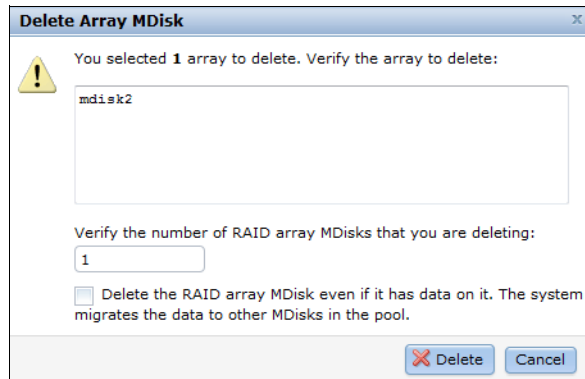 Delete Array MDisk x
You selected 1 array to delete. Verify the array to delete:
mdisk2
Verify the number of RAID array MDisks that you are deleting:
1
Delete the RAID array MDisk even if it has data on it. The system
migrates the data to other MDisks in the pool.
Delete Cancel